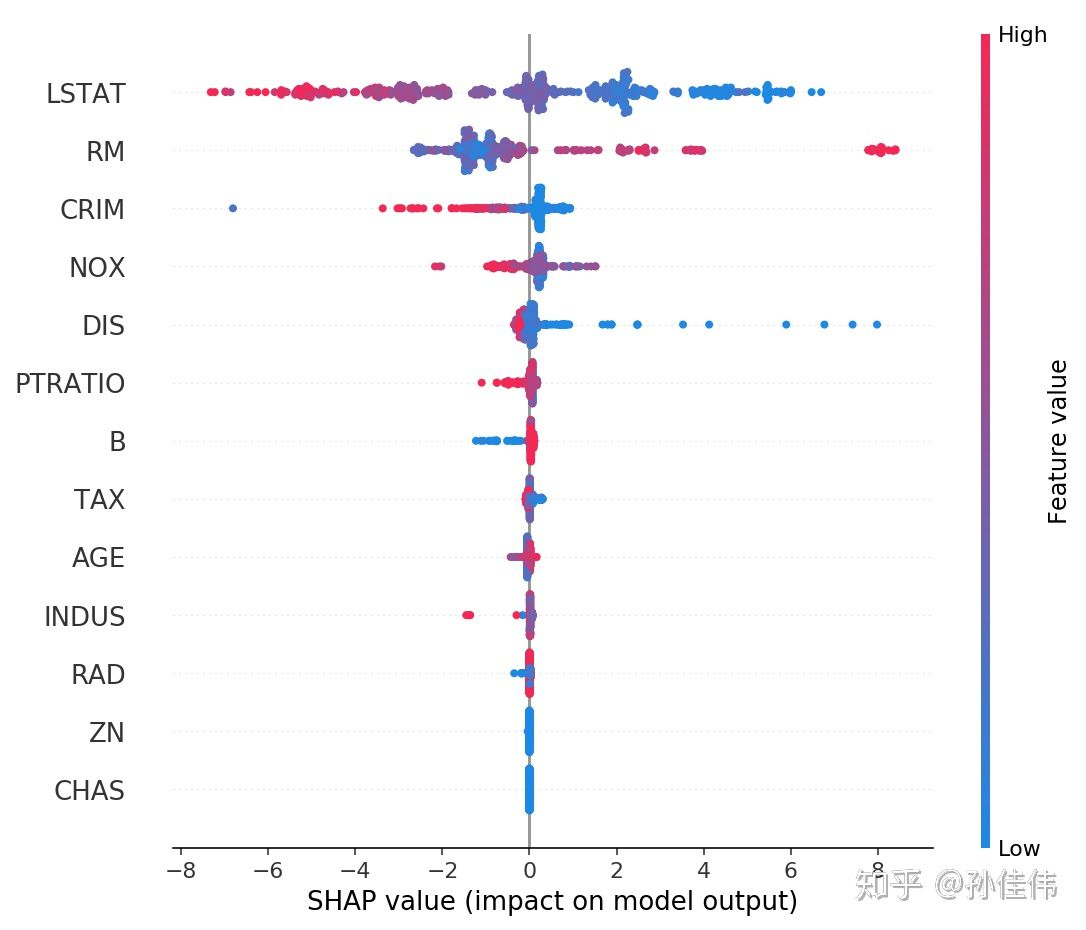 High
LSTAT
RM
CRIM
NOX
DIS
PTRATIO
B
TAX
AGE
INDUS
RAD
ZN
CHAS
Feature value
Low
−8 −6 −4 −2 0 2 4 6 8
SHAP value (impact on model output)
知乎 @孙佳伟